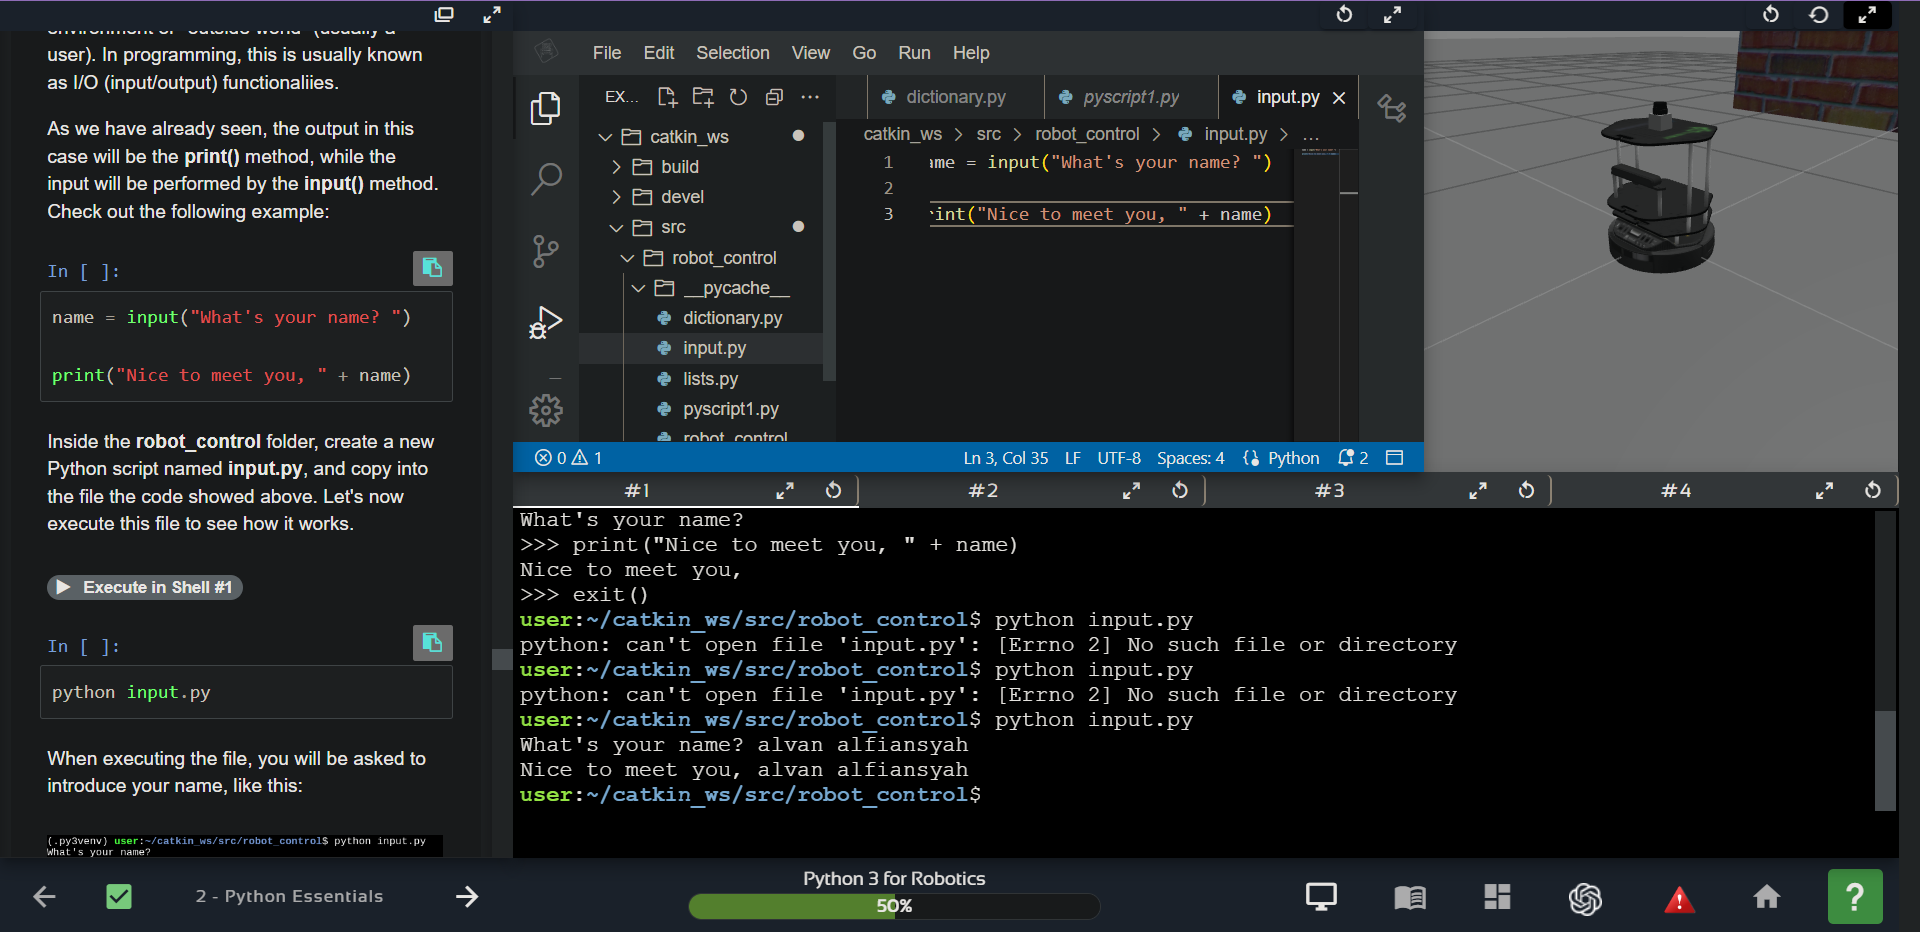 user). In programming, this is usually known
as I/O (input/output) functionaliies.
As we have already seen, the output in this
case will be the print() method, while the
input will be performed by the input() method.
Check out the following example:
In [ ]:
name = input("What's your name? ")
print("Nice to meet you, " + name)
Inside the robot_control folder, create a new
Python script named input.py, and copy into
the file the code showed above. Let's now
execute this file to see how it works.
Execute in Shell #1
In [ ]:
python input.py
When executing the file, you will be asked to
introduce your name, like this:
(.py3venv) user:~/catkin_ws/src/robot_control$ python input.py
What's your name?
File Edit Selection View Go Run Help
EX...
catkin_ws
build
devel
src
robot_control
__pycache__
dictionary.py
input.py
lists.py
pyscript1.py
robot_control
dictionary.py pyscript1.py input.py
catkin_ws > src > robot_control > input.py > ...
1 ame = input("What's your name? ")
2
3 int("Nice to meet you, " + name)
0 1 Ln 3, Col 35 LF UTF-8 Spaces: 4 Python 2
#1 #2 #3 #4
What's your name?
>>> print("Nice to meet you, " + name)
Nice to meet you,
>>> exit()
user:~/catkin_ws/src/robot_control$ python input.py
python: can't open file 'input.py': [Errno 2] No such file or directory
user:~/catkin_ws/src/robot_control$ python input.py
python: can't open file 'input.py': [Errno 2] No such file or directory
user:~/catkin_ws/src/robot_control$ python input.py
What's your name? alvan alfiansyah
Nice to meet you, alvan alfiansyah
user:~/catkin_ws/src/robot_control$
2 - Python Essentials
Python 3 for Robotics
50%
?